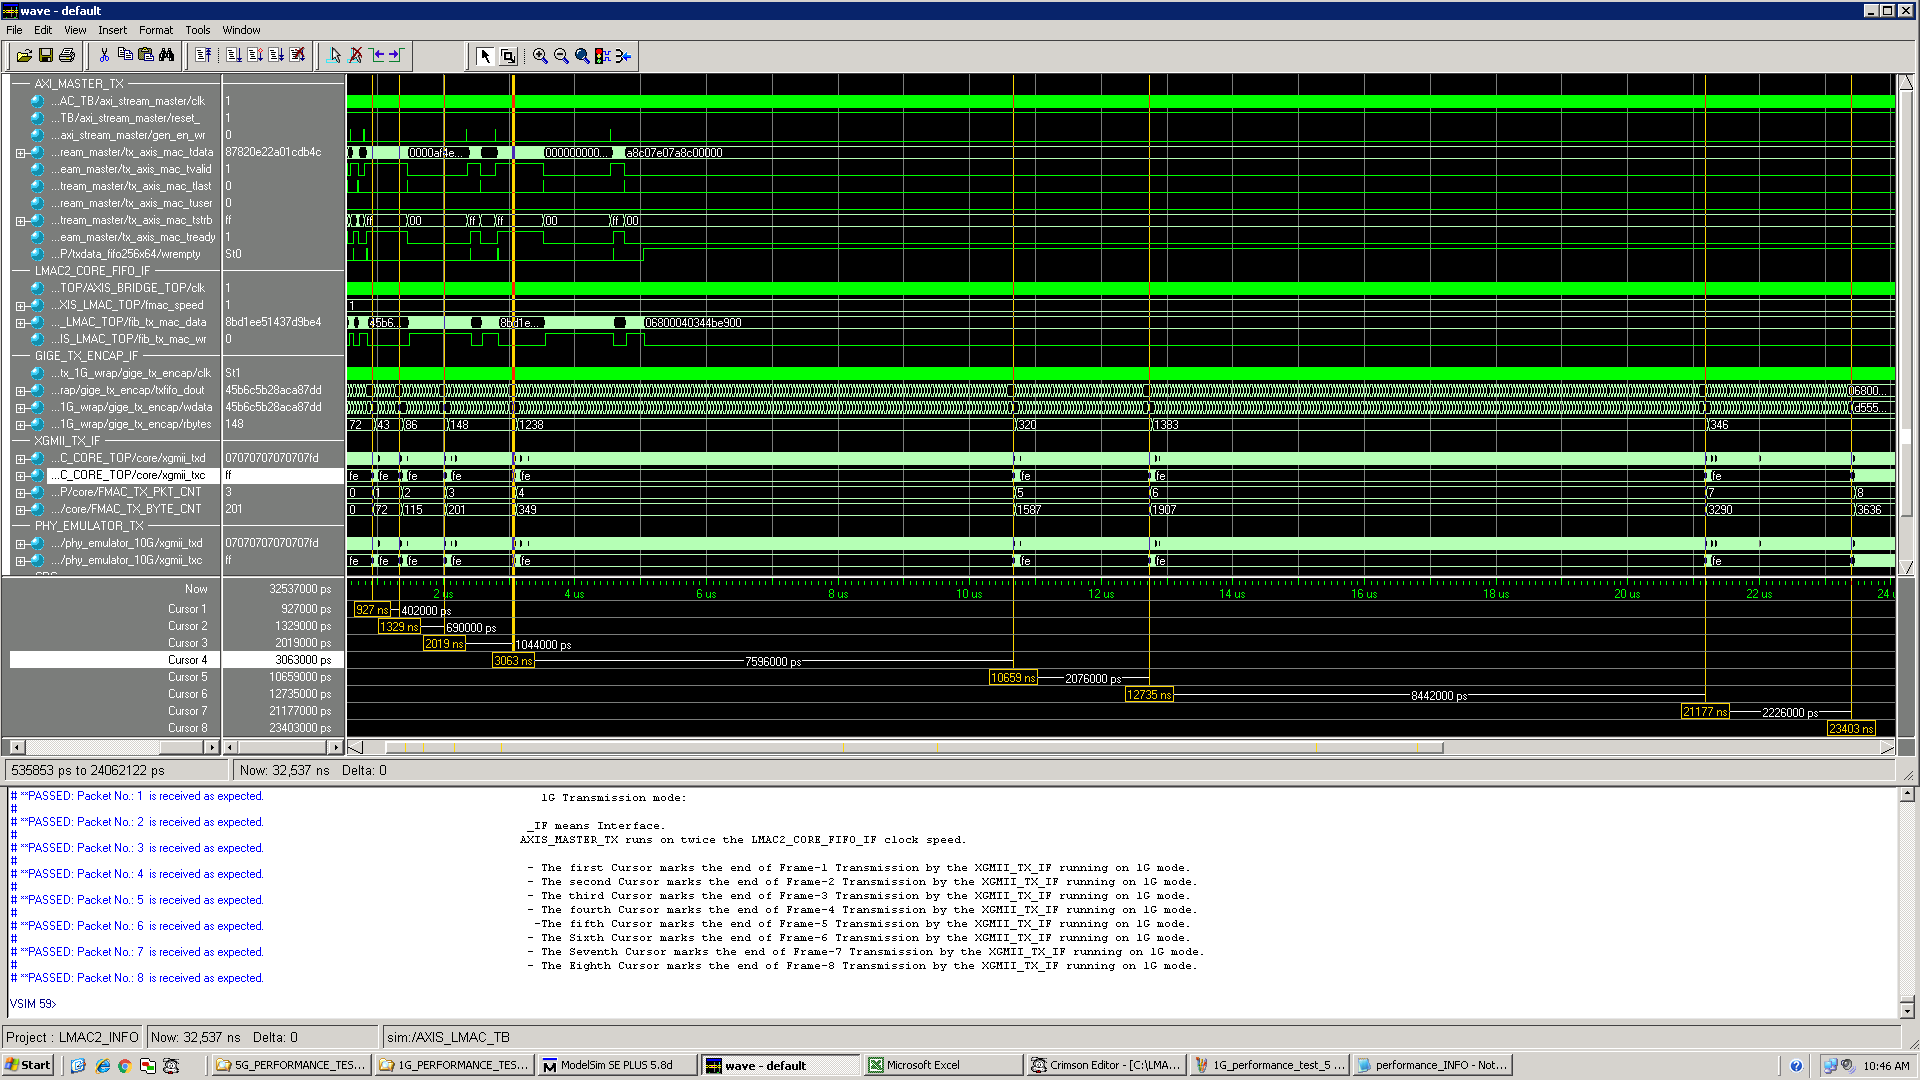 wave - default
File Edit View Insert Format Tools Window
AXI_MASTER_TX
...AC_TB/axi_stream_master/clk 1
...TB/axi_stream_master/reset_ 1
...axi_stream_master/gen_en_wr 0
...ream_master/tx_axis_mac_tdata 87820e22a01cdb4c 0000af4e... 000000000... a8c07e07a8c00000
...eam_master/tx_axis_mac_tvalid 1
...tream_master/tx_axis_mac_tlast 0
...ream_master/tx_axis_mac_tuser 0
...tream_master/tx_axis_mac_tstrb ff ff 00 ff ff 00 ff 00
...eam_master/tx_axis_mac_tready 1
...P/txdata_fifo256x64/wrempty St0
LMAC2_CORE_FIFO_IF
...TOP/AXIS_BRIDGE_TOP/clk 1
...XIS_LMAC_TOP/fmac_speed 1 1
..._LMAC_TOP/fib_tx_mac_data 8bd1ee51437d9be4 45b6... 8bd1e... 06800040344be900
...IS_LMAC_TOP/fib_tx_mac_wr 0
GIGE_TX_ENCAP_IF
...tx_1G_wrap/gige_tx_encap/clk St1
...rap/gige_tx_encap/txfifo_dout 45b6c5b28aca87dd 06800...
...1G_wrap/gige_tx_encap/wdata 45b6c5b28aca87dd d555...
...1G_wrap/gige_tx_encap/rbytes 148 72 43 86 148 1238 320 1383 346
XGMII_TX_IF
...C_CORE_TOP/core/xgmii_txd 07070707070707fd
...C_CORE_TOP/core/xgmii_txc ff fe fe fe fe fe fe fe fe
...P/core/FMAC_TX_PKT_CNT 3 0 1 2 3 4 5 6 7 8
.../core/FMAC_TX_BYTE_CNT 201 0 72 115 201 349 1587 1907 3290 3636
PHY_EMULATOR_TX
.../phy_emulator_10G/xgmii_txd 07070707070707fd
.../phy_emulator_10G/xgmii_txc ff fe fe fe fe fe fe fe fe
Now 32537000 ps 2 us 4 us 6 us 8 us 10 us 12 us 14 us 16 us 18 us 20 us 22 us 24
Cursor 1 927000 ps 927 ns 402000 ps
Cursor 2 1329000 ps 1329 ns 690000 ps
Cursor 3 2019000 ps 2019 ns 1044000 ps
Cursor 4 3063000 ps 3063 ns 7596000 ps
Cursor 5 10659000 ps 10659 ns 2076000 ps
Cursor 6 12735000 ps 12735 ns 8442000 ps
Cursor 7 21177000 ps 21177 ns 2226000 ps
Cursor 8 23403000 ps 23403 ns
535853 ps to 24062122 ps Now: 32,537 ns Delta: 0
# **PASSED: Packet No.: 1 is received as expected.
#
# **PASSED: Packet No.: 2 is received as expected.
#
# **PASSED: Packet No.: 3 is received as expected.
#
# **PASSED: Packet No.: 4 is received as expected.
#
# **PASSED: Packet No.: 5 is received as expected.
#
# **PASSED: Packet No.: 6 is received as expected.
#
# **PASSED: Packet No.: 7 is received as expected.
#
# **PASSED: Packet No.: 8 is received as expected.
VSIM 59>
1G Transmission mode:
_IF means Interface.
AXIS_MASTER_TX runs on twice the LMAC2_CORE_FIFO_IF clock speed.
- The first Cursor marks the end of Frame-1 Transmission by the XGMII_TX_IF running on 1G mode.
- The second Cursor marks the end of Frame-2 Transmission by the XGMII_TX_IF running on 1G mode.
- The third Cursor marks the end of Frame-3 Transmission by the XGMII_TX_IF running on 1G mode.
- The fourth Cursor marks the end of Frame-4 Transmission by the XGMII_TX_IF running on 1G mode.
-The fifth Cursor marks the end of Frame-5 Transmission by the XGMII_TX_IF running on 1G mode.
- The Sixth Cursor marks the end of Frame-6 Transmission by the XGMII_TX_IF running on 1G mode.
- The Seventh Cursor marks the end of Frame-7 Transmission by the XGMII_TX_IF running on 1G mode.
- The Eighth Cursor marks the end of Frame-8 Transmission by the XGMII_TX_IF running on 1G mode.
Project : LMAC2_INFO Now: 32,537 ns Delta: 0 sim:/AXIS_LMAC_TB
Start 5G_PERFORMANCE_TES... 1G_PERFORMANCE_TES... ModelSim SE PLUS 5.8d wave - default Microsoft Excel Crimson Editor - [C:\LMA... 1G_performance_test_5 ... performance_INFO - Not... 10:46 AM